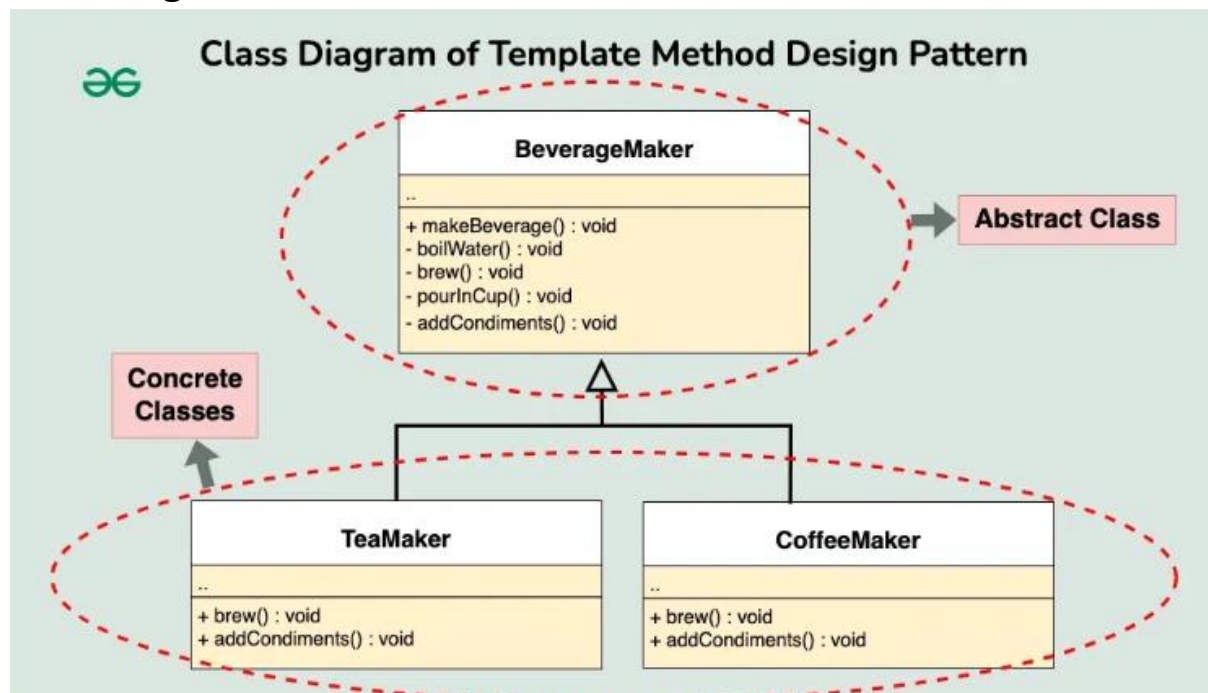 Class Diagram of Template Method Design Pattern
BeverageMaker
..
+ makeBeverage() : void
- boilWater() : void
- brew() : void
- pourInCup() : void
- addCondiments() : void
Abstract Class
Concrete
Classes
TeaMaker
..
+ brew() : void
+ addCondiments() : void
CoffeeMaker
..
+ brew() : void
+ addCondiments() : void